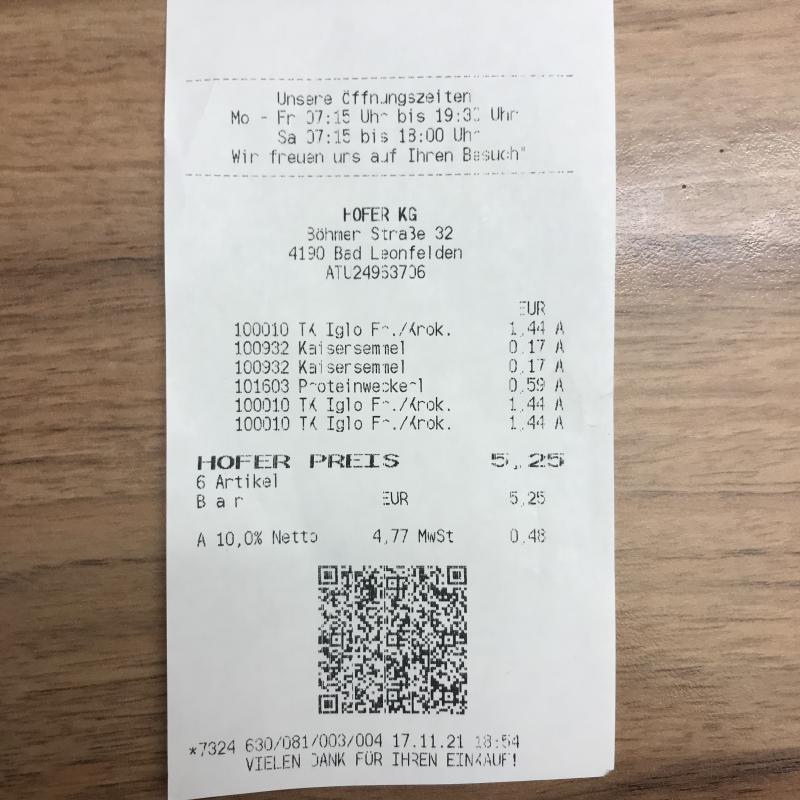 Unsere Öffnungszeiten
Mo - Fr 07:15 Uhr bis 19:30 Uhr
Sa 07:15 bis 18:00 Uhr
Wir freuen uns auf Ihren Besuch"
HOFER KG
Böhmer Straße 32
4190 Bad Leonfelden
ATU24963706
EUR
100010 TK Iglo Fr./Krok. 1,44 A
100932 Kaisersemmel 0,17 A
100932 Kaisersemmel 0,17 A
101603 Proteinweckerl 0,59 A
100010 TK Iglo Fr./Krok. 1,44 A
100010 TK Iglo Fr./Krok. 1,44 A
HOFER PREIS 5,25
6 Artikel
Bar EUR 5,25
A 10,0% Netto 4,77 MwSt 0,48
*7324 630/081/003/004 17.11.21 18:54
VIELEN DANK FÜR IHREN EINKAUF!